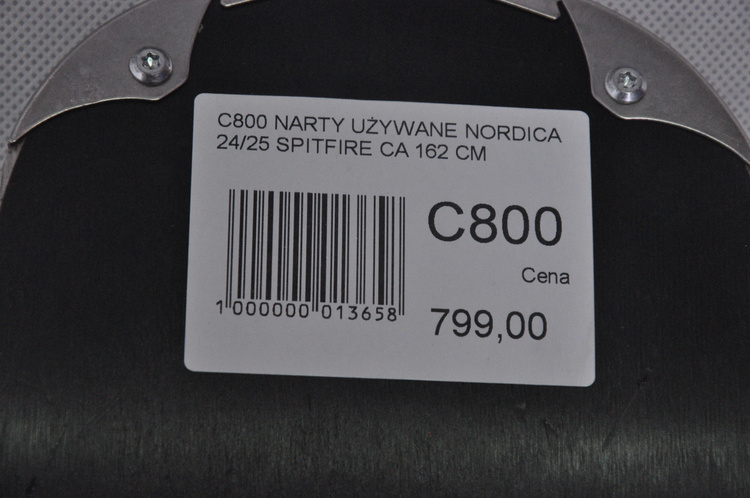 C800 NARTY UŻYWANE NORDICA
24/25 SPITFIRE CA 162 CM
C800
Cena
799,00
1 000000 013658